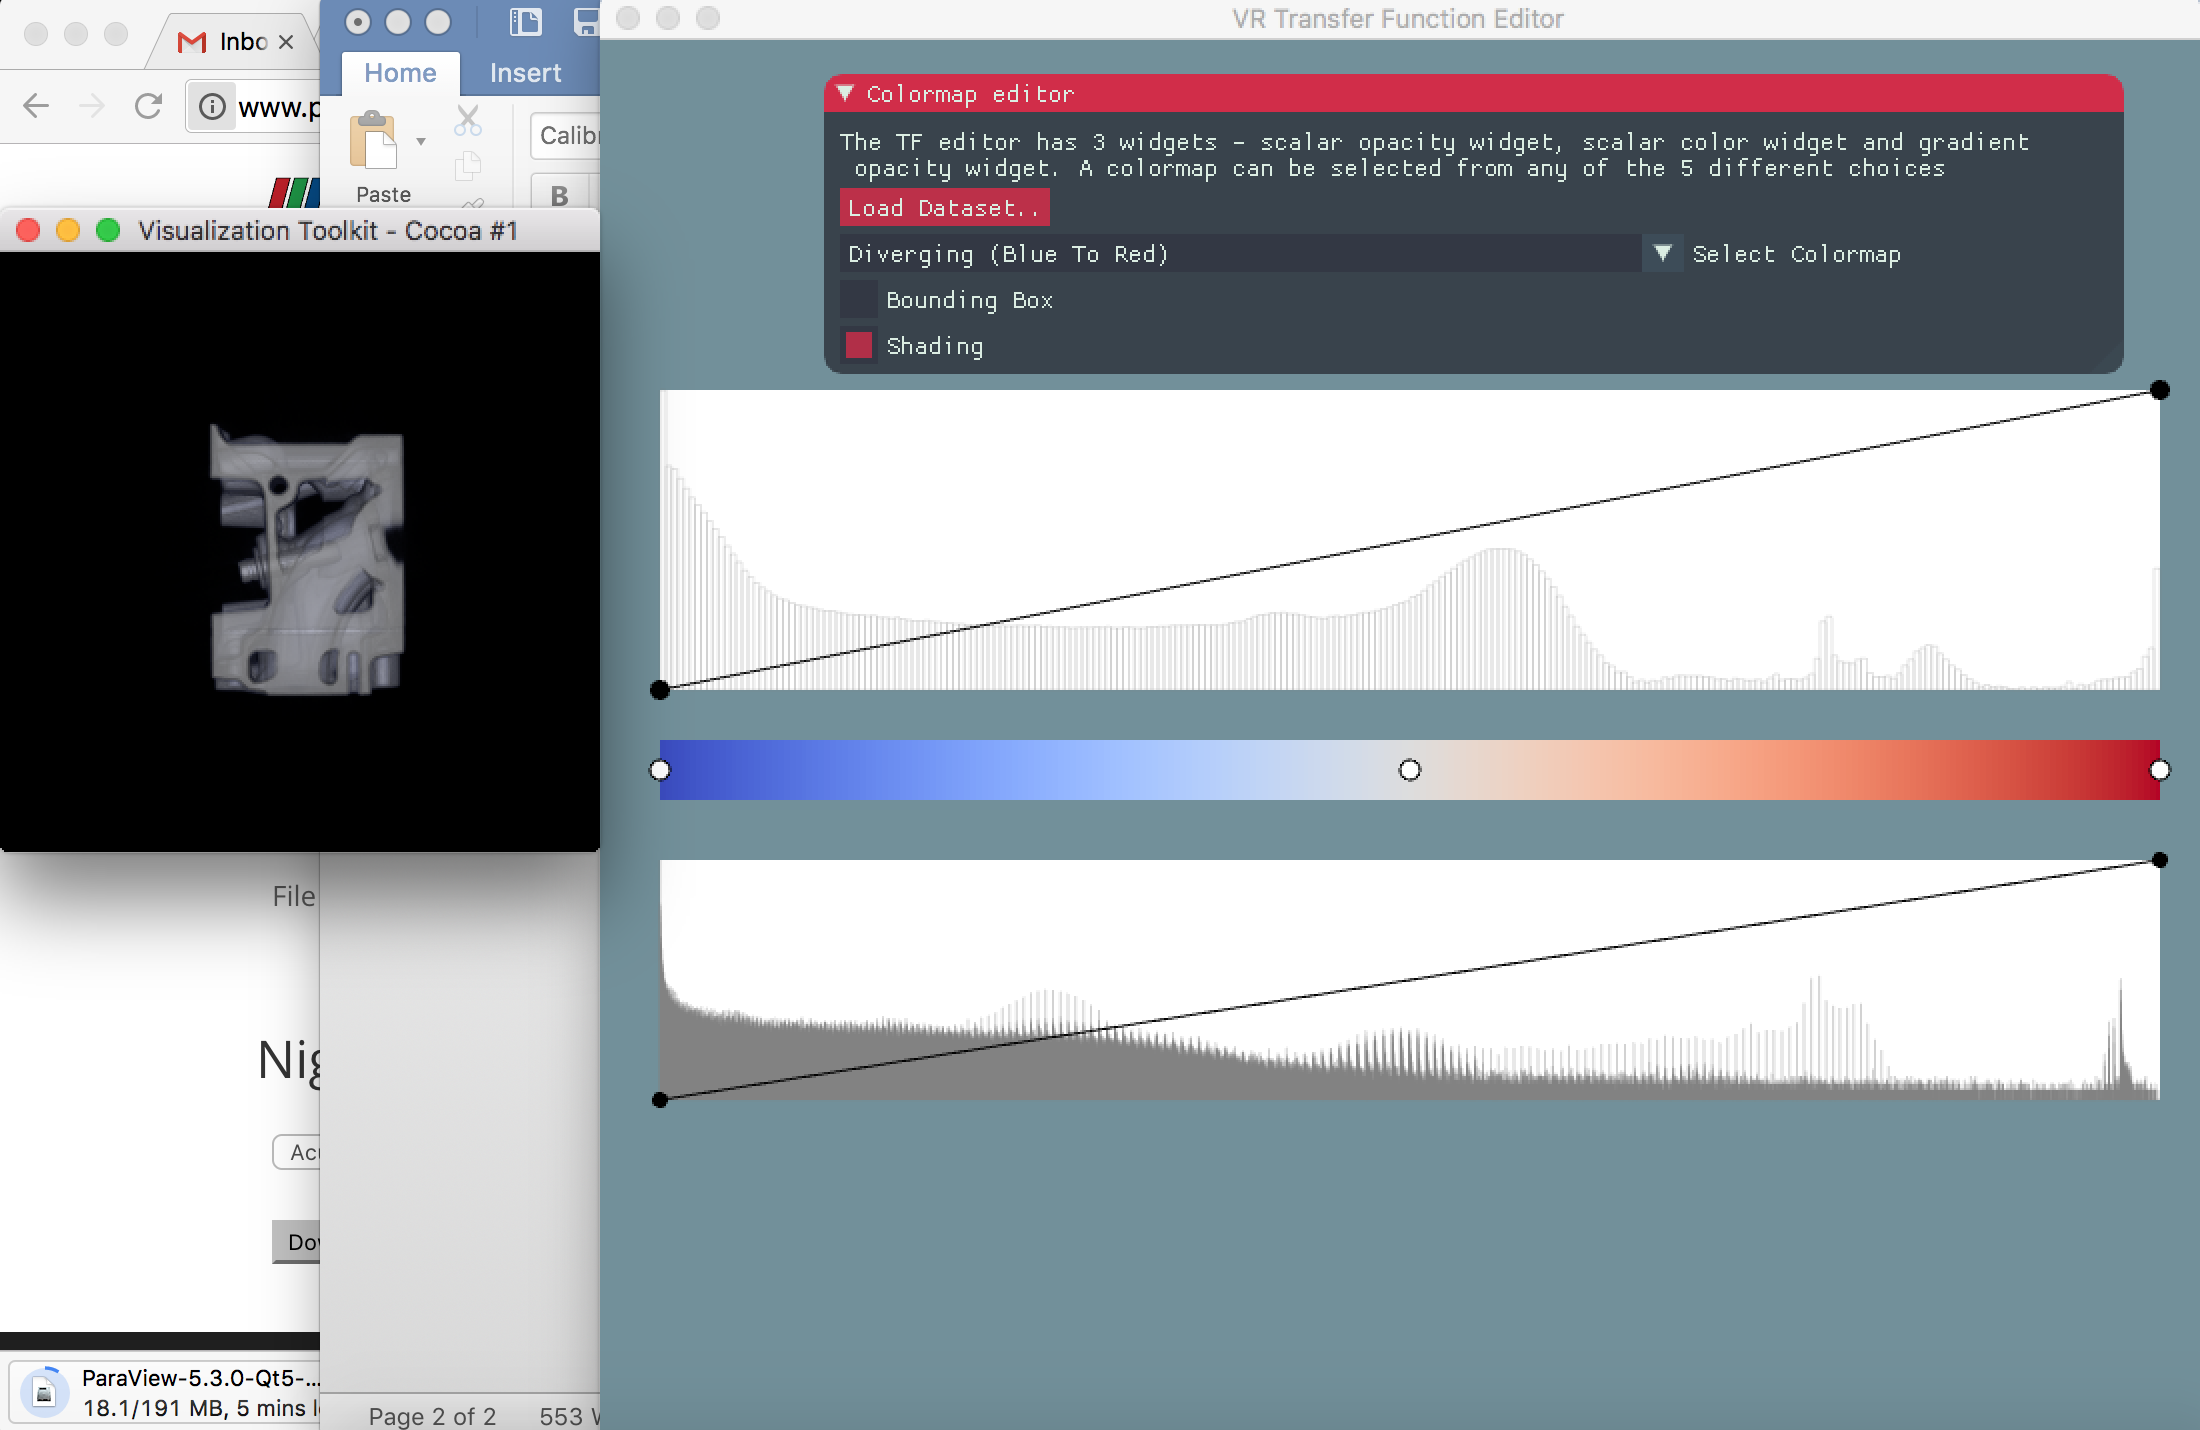 Inbo
www.p
Home
Insert
Paste
Calib
B
VR Transfer Function Editor
Colormap editor
The TF editor has 3 widgets - scalar opacity widget, scalar color widget and gradient
opacity widget. A colormap can be selected from any of the 5 different choices
Load Dataset..
Diverging (Blue To Red)
Select Colormap
Bounding Box
Shading
Visualization Toolkit - Cocoa #1
File
Nig
Acu
Dov
ParaView-5.3.0-Qt5-...
18.1/191 MB, 5 mins l
Page 2 of 2
553 W